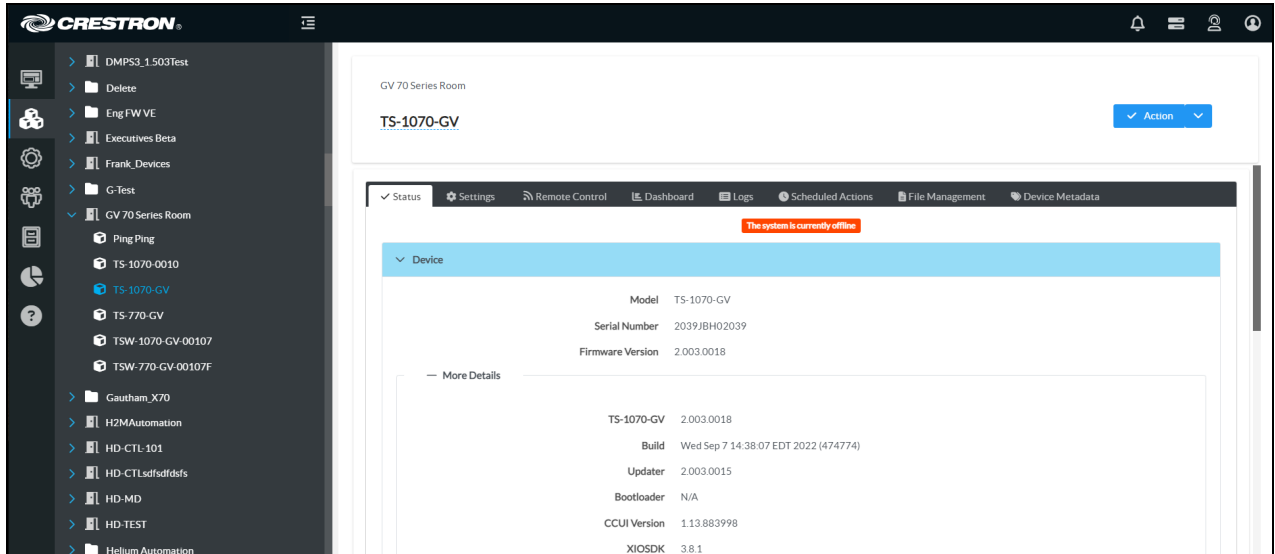 CRESTRON®
DMPS3_1.503Test
Delete
Eng FW VE
Executives Beta
Frank_Devices
G-Test
GV 70 Series Room
Ping Ping
TS-1070-0010
TS-1070-GV
TS-770-GV
TSW-1070-GV-00107
TSW-770-GV-00107F
Gautham_X70
H2MAutomation
HD-CTL-101
HD-CTLsdfsdfdsfs
HD-MD
HD-TEST
Helium Automation
GV 70 Series Room
TS-1070-GV
Action
Status Settings Remote Control Dashboard Logs Scheduled Actions File Management Device Metadata
The system is currently offline
Device
Model TS-1070-GV
Serial Number 2039JBH02039
Firmware Version 2.003.0018
More Details
TS-1070-GV 2.003.0018
Build Wed Sep 7 14:38:07 EDT 2022 (474774)
Updater 2.003.0015
Bootloader N/A
CCUI Version 1.13.883998
XIOSDK 3.8.1